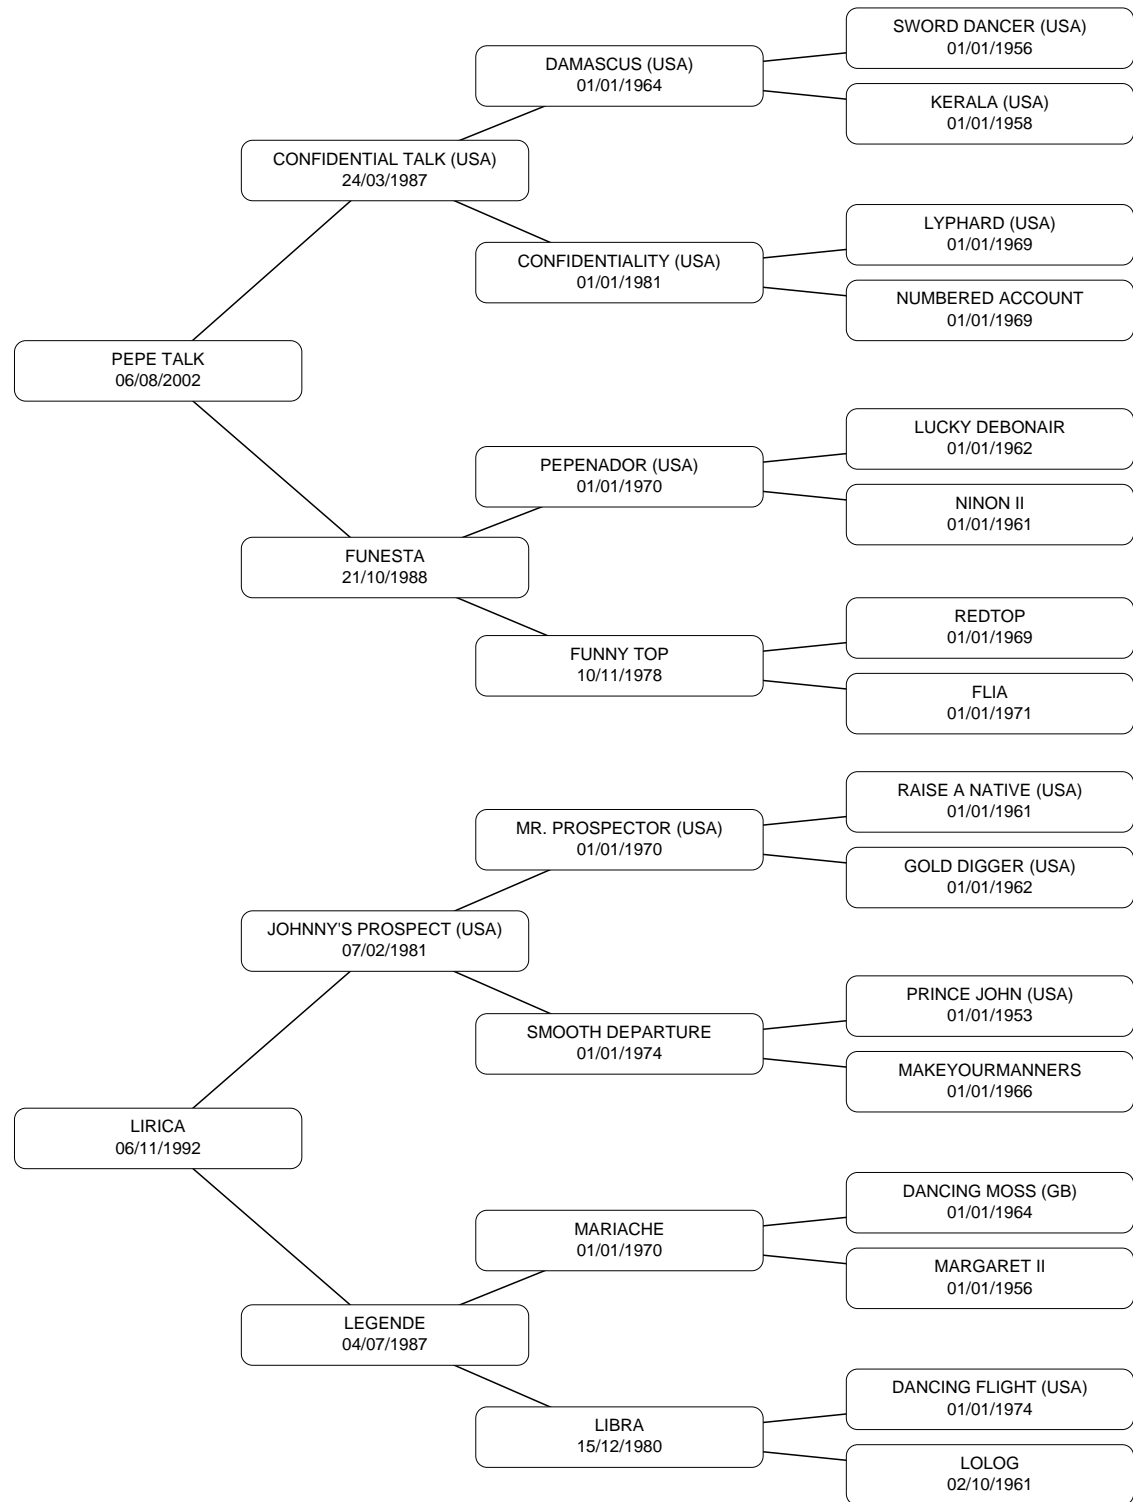 SWORD DANCER (USA)
01/01/1956
DAMASCUS (USA)
01/01/1964
KERALA (USA)
01/01/1958
CONFIDENTIAL TALK (USA)
24/03/1987
LYPHARD (USA)
01/01/1969
CONFIDENTIALITY (USA)
01/01/1981
NUMBERED ACCOUNT
01/01/1969
PEPE TALK
06/08/2002
LUCKY DEBONAIR
01/01/1962
PEPENADOR (USA)
01/01/1970
NINON II
01/01/1961
FUNESTA
21/10/1988
REDTOP
01/01/1969
FUNNY TOP
10/11/1978
FLIA
01/01/1971
RAISE A NATIVE (USA)
01/01/1961
MR. PROSPECTOR (USA)
01/01/1970
GOLD DIGGER (USA)
01/01/1962
JOHNNY'S PROSPECT (USA)
07/02/1981
PRINCE JOHN (USA)
01/01/1953
SMOOTH DEPARTURE
01/01/1974
MAKEYOURMANNERS
01/01/1966
LIRICA
06/11/1992
DANCING MOSS (GB)
01/01/1964
MARIACHE
01/01/1970
MARGARET II
01/01/1956
LEGENDE
04/07/1987
DANCING FLIGHT (USA)
01/01/1974
LIBRA
15/12/1980
LOLOG
02/10/1961